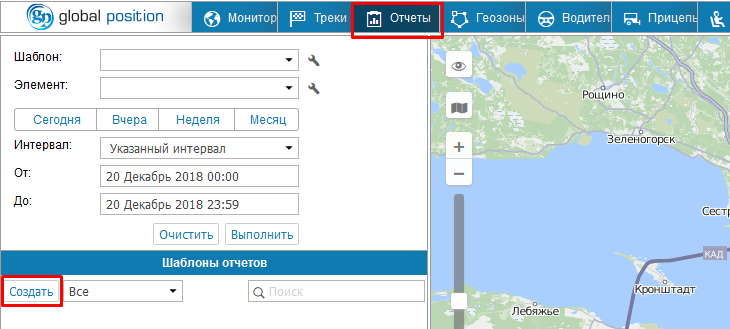 gp global position Монитор Треки Отчеты Геозоны Водител Прицепы
Шаблон:
Элемент:
Сегодня Вчера Неделя Месяц
Интервал: Указанный интервал
От: 20 Декабрь 2018 00:00
До: 20 Декабрь 2018 23:59
Очистить Выполнить
Шаблоны отчетов
Создать Все Поиск
Рощино
Зеленогорск
Сестр
КАД
Кронштадт
Лебяжье